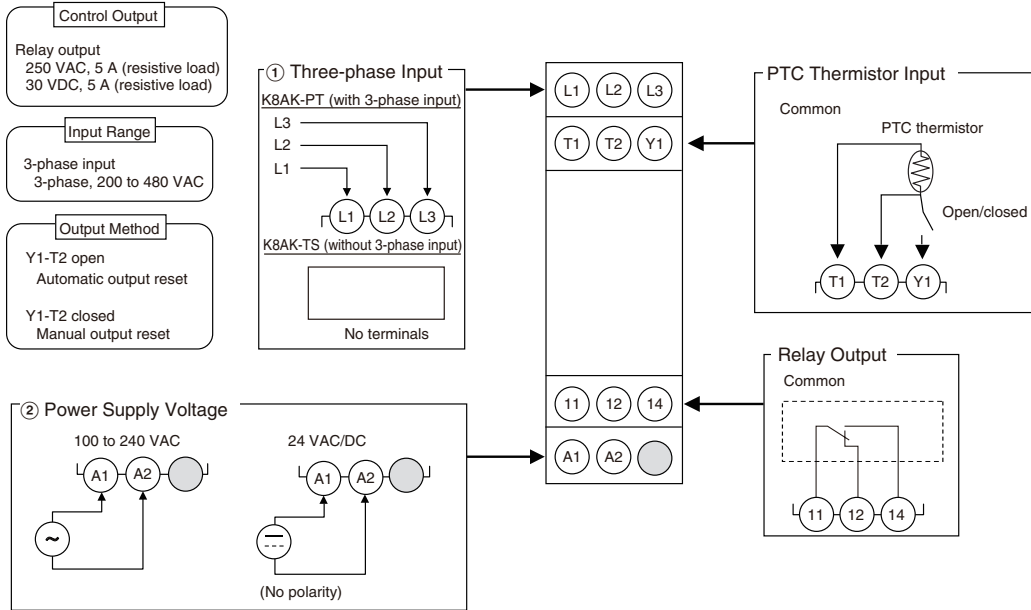 Control Output
Relay output
250 VAC, 5 A (resistive load)
30 VDC, 5 A (resistive load)
Input Range
3-phase input
3-phase, 200 to 480 VAC
Output Method
Y1-T2 open
Automatic output reset
Y1-T2 closed
Manual output reset
① Three-phase Input
K8AK-PT (with 3-phase input)
L3
L2
L1
L1 L2 L3
K8AK-TS (without 3-phase input)
No terminals
L1 L2 L3
T1 T2 Y1
11 12 14
A1 A2
PTC Thermistor Input
Common
PTC thermistor
Open/closed
T1 T2 Y1
Relay Output
Common
11 12 14
② Power Supply Voltage
100 to 240 VAC
A1 A2
~
24 VAC/DC
A1 A2
(No polarity)